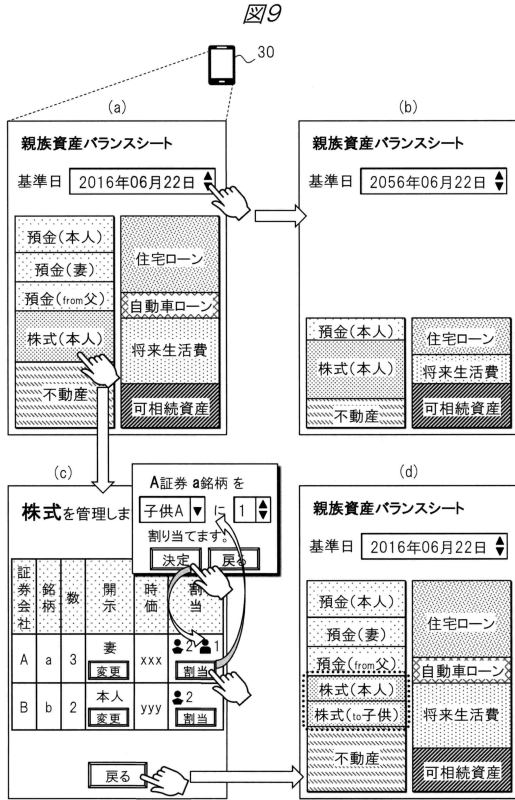 図9
30
(a)
親族資産バランスシート
基準日 2016年06月22日
預金(本人)
預金(妻)
預金(from父)
株式(本人)
不動産
住宅ローン
自動車ローン
将来生活費
可相続資産
(b)
親族資産バランスシート
基準日 2056年06月22日
預金(本人)
株式(本人)
不動産
住宅ローン
将来生活費
可相続資産
(c)
株式を管理しま
証券会社 銘柄 数 開示 時価 割当
A a 3 妻 変更 xxx 2 1 割当
B b 2 本人 変更 yyy 2 割当
戻る
A証券 a銘柄 を
子供A ▼ に 1
割り当てます。
決定 戻る
(d)
親族資産バランスシート
基準日 2016年06月22日
預金(本人)
預金(妻)
預金(from父)
株式(本人)
株式(to子供)
不動産
住宅ローン
自動車ローン
将来生活費
可相続資産